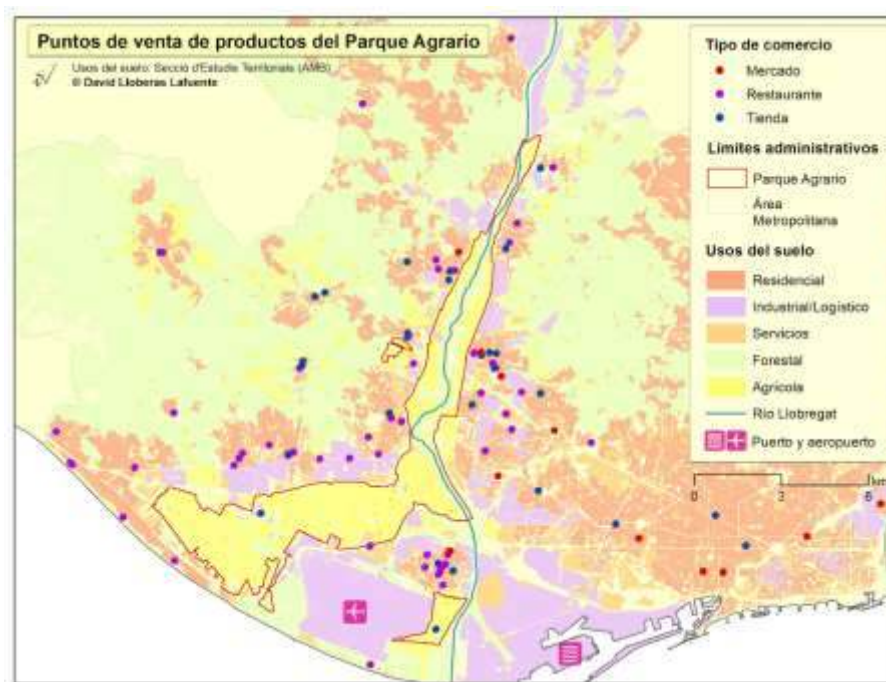 Puntos de venta de productos del Parque Agrario
Usos del suelo: Secció d'Estudis Territorials (AMB)
© David Lloberas Lafuente
Tipo de comercio
Mercado
Restaurante
Tienda
Límites administrativos
Parque Agrario
Área
Metropolitana
Usos del suelo
Residencial
Industrial/Logístico
Servicios
Forestal
Agrícola
Río Llobregat
Puerto y aeropuerto
km
0 3 6